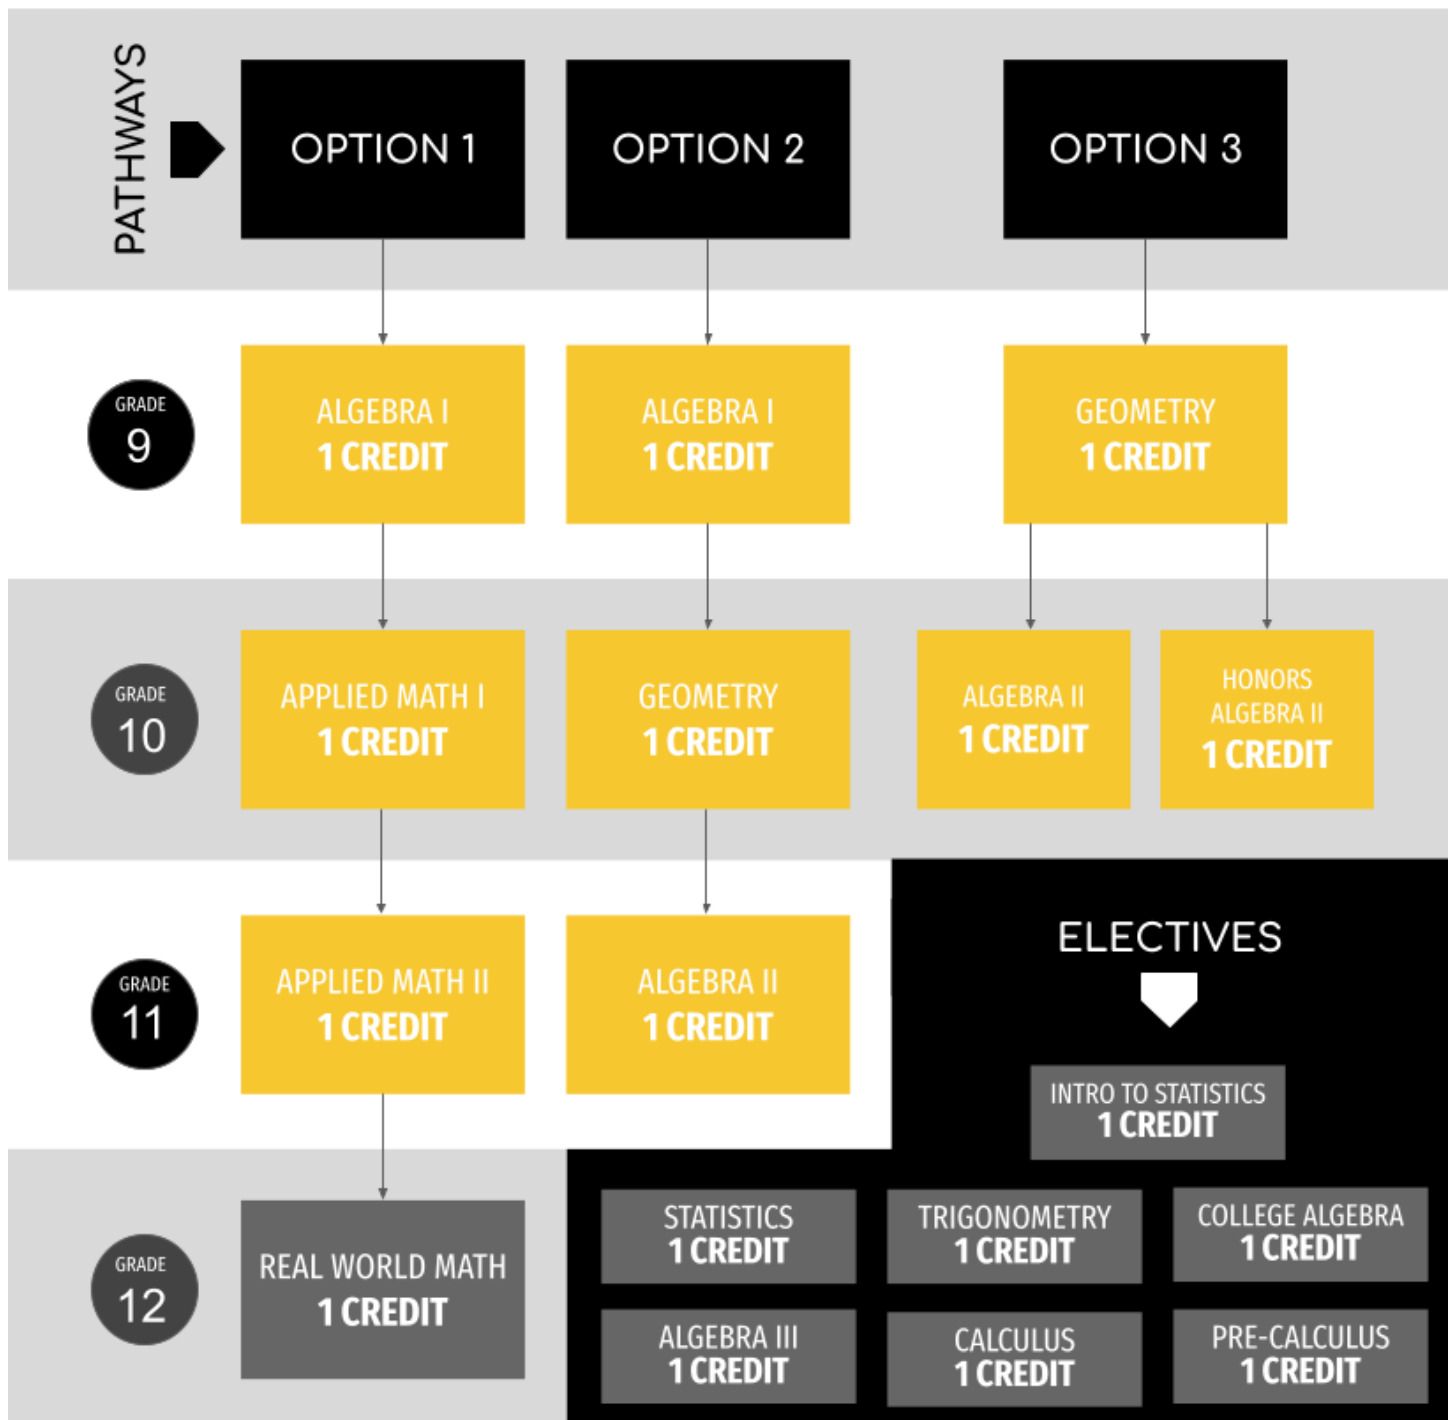 PATHWAYS
OPTION 1
OPTION 2
OPTION 3
GRADE
9
ALGEBRA I
1 CREDIT
ALGEBRA I
1 CREDIT
GEOMETRY
1 CREDIT
GRADE
10
APPLIED MATH I
1 CREDIT
GEOMETRY
1 CREDIT
ALGEBRA II
1 CREDIT
HONORS
ALGEBRA II
1 CREDIT
GRADE
11
APPLIED MATH II
1 CREDIT
ALGEBRA II
1 CREDIT
ELECTIVES
INTRO TO STATISTICS
1 CREDIT
GRADE
12
REAL WORLD MATH
1 CREDIT
STATISTICS
1 CREDIT
TRIGONOMETRY
1 CREDIT
COLLEGE ALGEBRA
1 CREDIT
ALGEBRA III
1 CREDIT
CALCULUS
1 CREDIT
PRE-CALCULUS
1 CREDIT